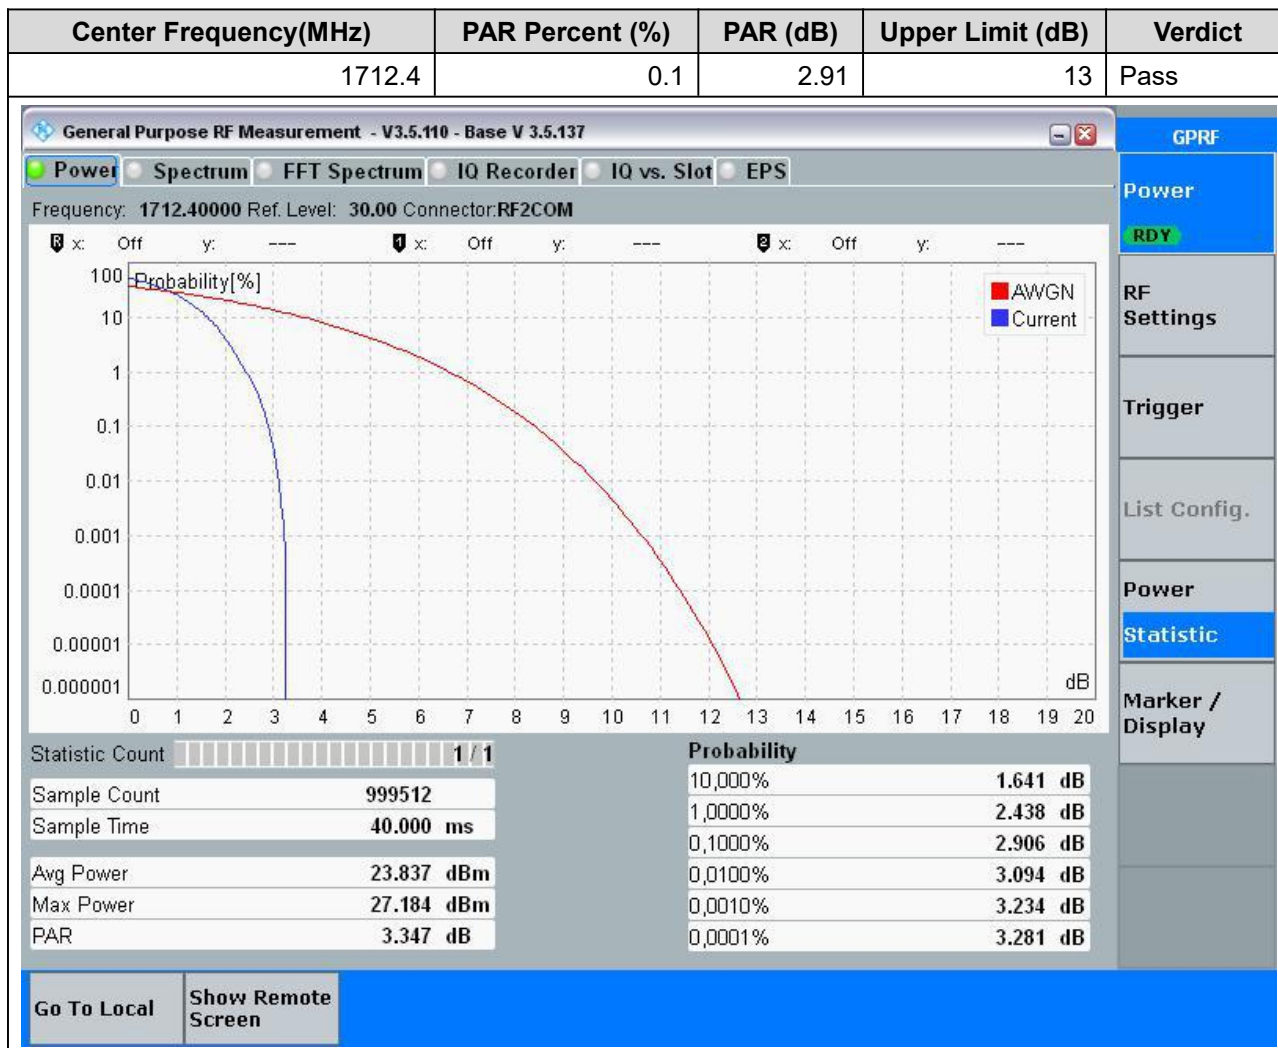 Center Frequency(MHz) PAR Percent (%) PAR (dB) Upper Limit (dB) Verdict
1712.4 0.1 2.91 13 Pass
General Purpose RF Measurement - V3.5.110 - Base V 3.5.137
GPRF
Power Spectrum FFT Spectrum IQ Recorder IQ vs. Slot EPS
Frequency: 1712.40000 Ref. Level: 30.00 Connector:RF2COM
R x: Off y: --- 1 x: Off y: --- 2 x: Off y: ---
Probability[%]
100
10
1
0.1
0.01
0.001
0.0001
0.00001
0.000001
AWGN
Current
dB
0 1 2 3 4 5 6 7 8 9 10 11 12 13 14 15 16 17 18 19 20
Statistic Count 1 / 1
Sample Count 999512
Sample Time 40.000 ms
Avg Power 23.837 dBm
Max Power 27.184 dBm
PAR 3.347 dB
Probability
10,000% 1.641 dB
1,0000% 2.438 dB
0,1000% 2.906 dB
0,0100% 3.094 dB
0,0010% 3.234 dB
0,0001% 3.281 dB
Power
RDY
RF
Settings
Trigger
List Config.
Power
Statistic
Marker /
Display
Go To Local
Show Remote
Screen